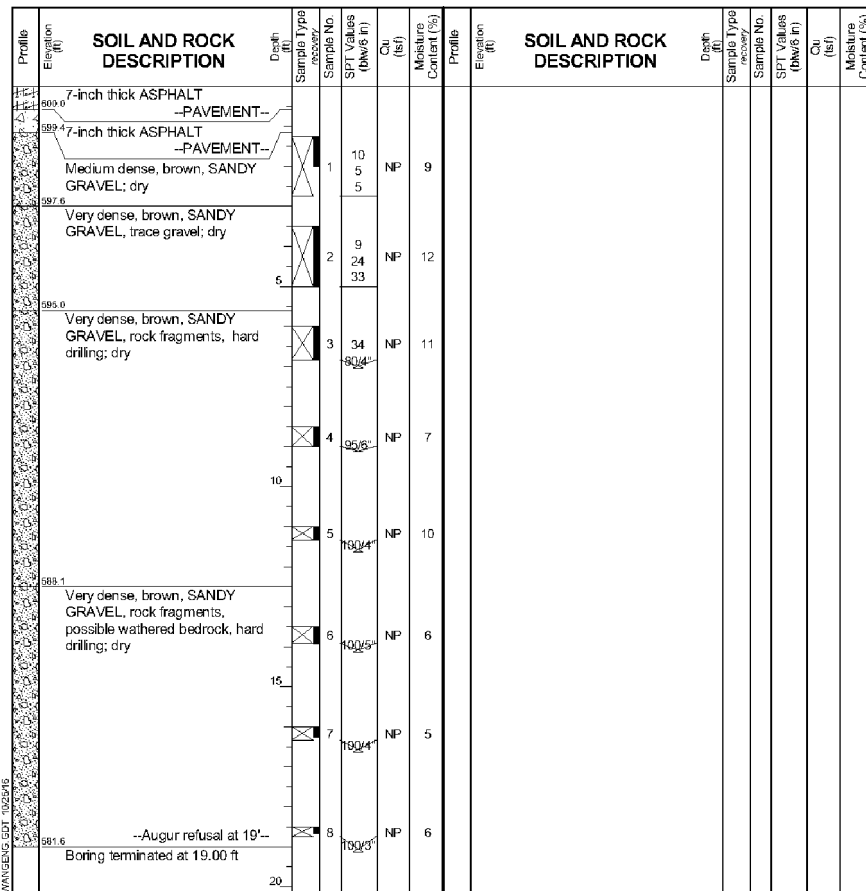 Profile
Elevation (ft)
SOIL AND ROCK DESCRIPTION
Depth (ft)
Sample Type recovery
Sample No.
SPT Values (blw/6 in)
Qu (tsf)
Moisture Content (%)
Profile
Elevation (ft)
SOIL AND ROCK DESCRIPTION
Depth (ft)
Sample Type recovery
Sample No.
SPT Values (blw/6 in)
Qu (tsf)
Moisture Content (%)
7-inch thick ASPHALT
600.0
--PAVEMENT--
599.4
7-inch thick ASPHALT
--PAVEMENT--
Medium dense, brown, SANDY
GRAVEL; dry
1
10
5
5
NP
9
597.6
Very dense, brown, SANDY
GRAVEL, trace gravel; dry
2
9
24
33
NP
12
5
595.0
Very dense, brown, SANDY
GRAVEL, rock fragments, hard
drilling; dry
3
34
80/4"
NP
11
4
95/6"
NP
7
10
5
100/4"
NP
10
588.1
Very dense, brown, SANDY
GRAVEL, rock fragments,
possible wathered bedrock, hard
drilling; dry
6
100/5"
NP
6
15
7
100/4"
NP
5
--Augur refusal at 19'--
8
100/3"
NP
6
581.6
Boring terminated at 19.00 ft
20
WANGENG.GDT 10/26/16